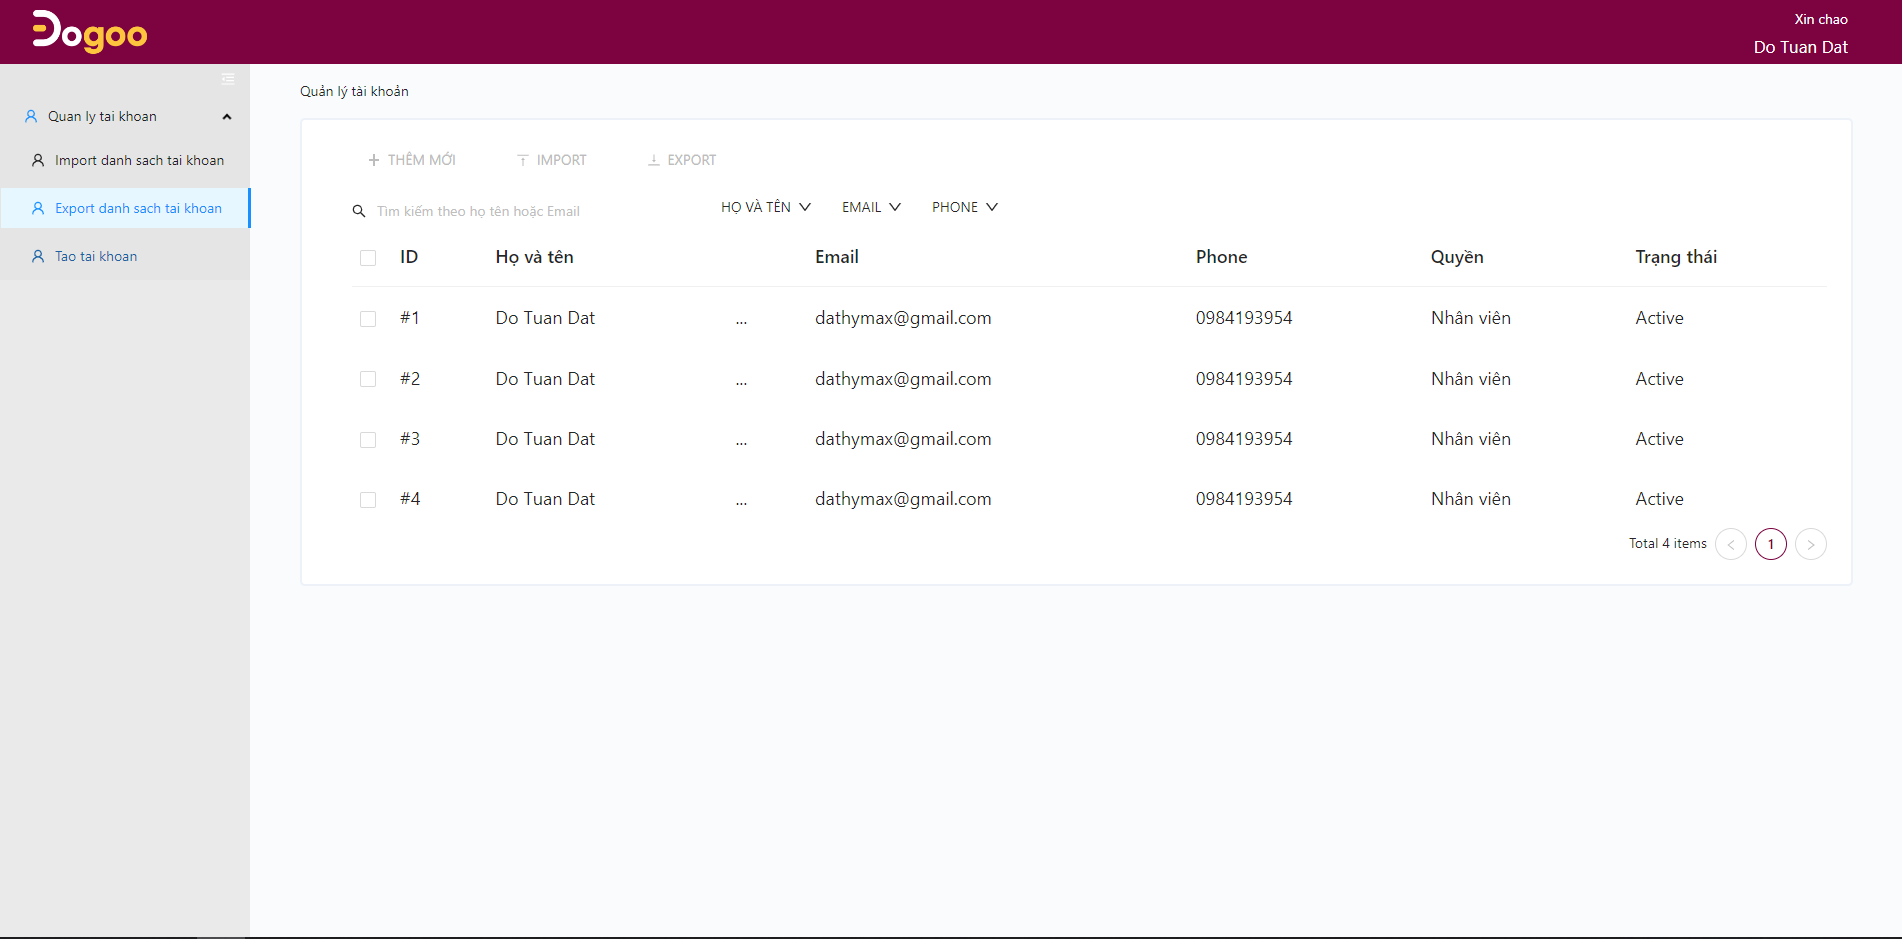 Dogoo
Xin chao
Do Tuan Dat
Quan ly tai khoan
Import danh sach tai khoan
Export danh sach tai khoan
Tao tai khoan
Quản lý tài khoản
THÊM MỚI IMPORT EXPORT
Tìm kiếm theo họ tên hoặc Email HỌ VÀ TÊN EMAIL PHONE
ID Họ và tên Email Phone Quyền Trạng thái
#1 Do Tuan Dat ... dathymax@gmail.com 0984193954 Nhân viên Active
#2 Do Tuan Dat ... dathymax@gmail.com 0984193954 Nhân viên Active
#3 Do Tuan Dat ... dathymax@gmail.com 0984193954 Nhân viên Active
#4 Do Tuan Dat ... dathymax@gmail.com 0984193954 Nhân viên Active
Total 4 items < 1 >